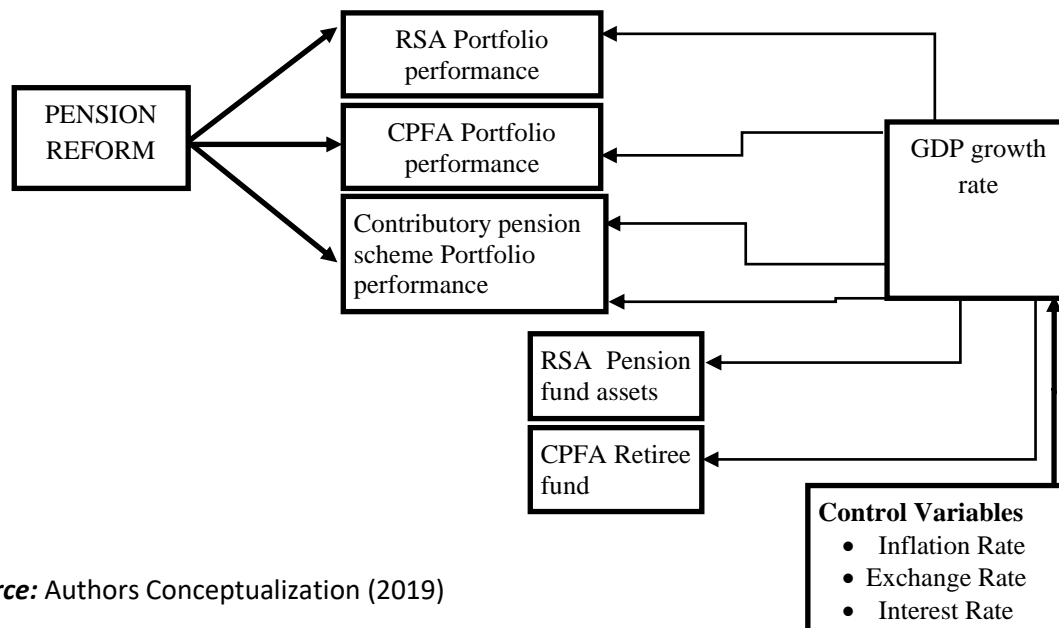 RSA Portfolio
performance
PENSION
REFORM
CPFA Portfolio
performance
GDP growth
rate
Contributory pension
scheme Portfolio
performance
RSA Pension
fund assets
CPFA Retiree
fund
Control Variables
• Inflation Rate
• Exchange Rate
• Interest Rate
rce: Authors Conceptualization (2019)